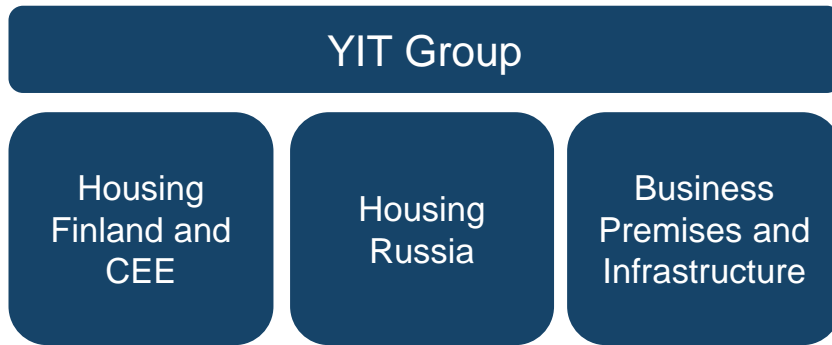 YIT Group
Housing
Finland and
CEE
Housing
Russia
Business
Premises and
Infrastructure